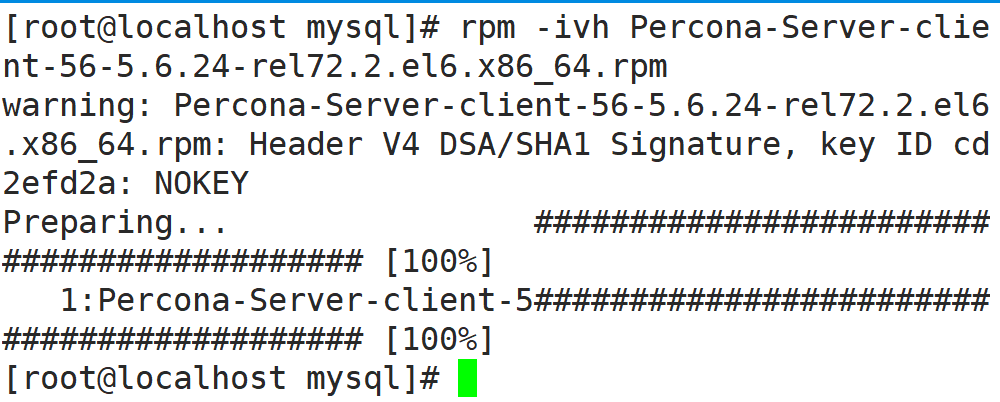 [root@localhost mysql]# rpm -ivh Percona-Server-clie
nt-56-5.6.24-rel72.2.el6.x86_64.rpm
warning: Percona-Server-client-56-5.6.24-rel72.2.el6
.x86_64.rpm: Header V4 DSA/SHA1 Signature, key ID cd
2efd2a: NOKEY
Preparing...                ########################
################### [100%]
   1:Percona-Server-client-5########################
################### [100%]
[root@localhost mysql]#